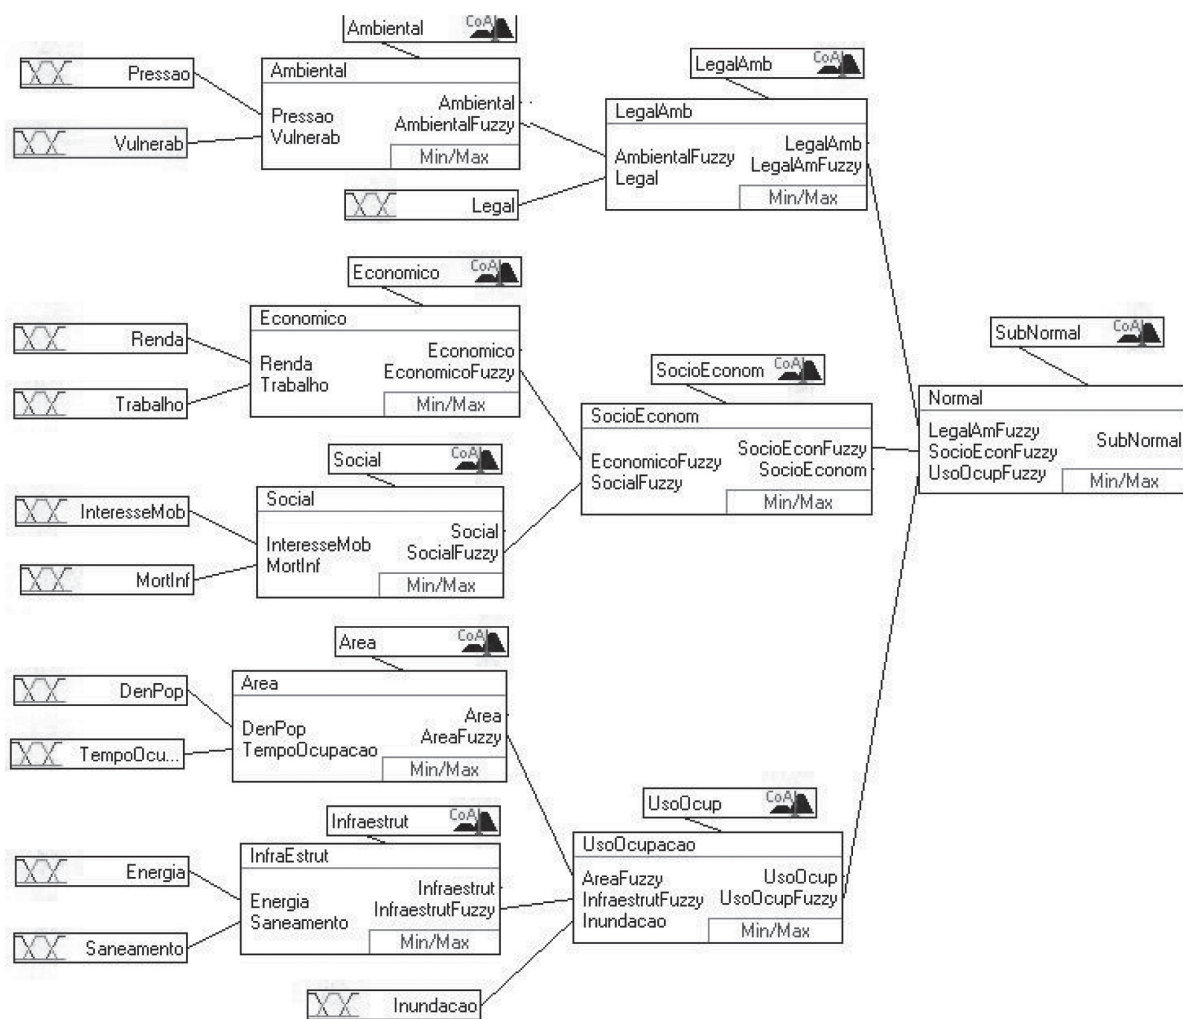 Ambiental CoA
Pressao
Vulnerab
Ambiental
Pressao
Vulnerab
Ambiental
AmbientalFuzzy
Min/Max
Legal
LegalAmb CoA
LegalAmb
AmbientalFuzzy
Legal
LegalAmb
LegalAmFuzzy
Min/Max
Economico CoA
Renda
Trabalho
Economico
Renda
Trabalho
Economico
EconomicoFuzzy
Min/Max
Social CoA
InteresseMob
MortInf
Social
InteresseMob
MortInf
Social
SocialFuzzy
Min/Max
SocioEconom CoA
SocioEconom
EconomicoFuzzy
SocialFuzzy
SocioEconFuzzy
SocioEconom
Min/Max
SubNormal CoA
Normal
LegalAmFuzzy
SocioEconFuzzy
UsoOcupFuzzy
SubNormal
Min/Max
Area CoA
DenPop
TempoOcu...
Area
DenPop
TempoOcupacao
Area
AreaFuzzy
Min/Max
Infraestrut CoA
Energia
Saneamento
InfraEstrut
Energia
Saneamento
Infraestrut
InfraestrutFuzzy
Min/Max
Inundacao
UsoOcup CoA
UsoOcupacao
AreaFuzzy
InfraestrutFuzzy
Inundacao
UsoOcup
UsoOcupFuzzy
Min/Max